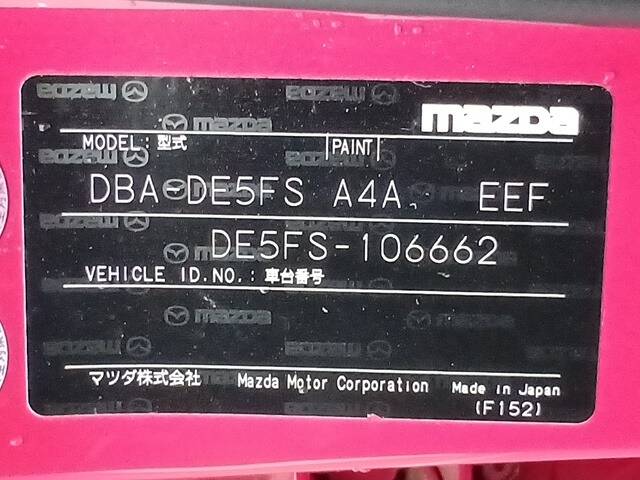 mazda
MODEL: 型式 PAINT
DBA-DE5FS A4A EEF
DE5FS-106662
VEHICLE ID.NO.: 車台番号
マツダ株式会社 Mazda Motor Corporation Made in Japan
(F152)